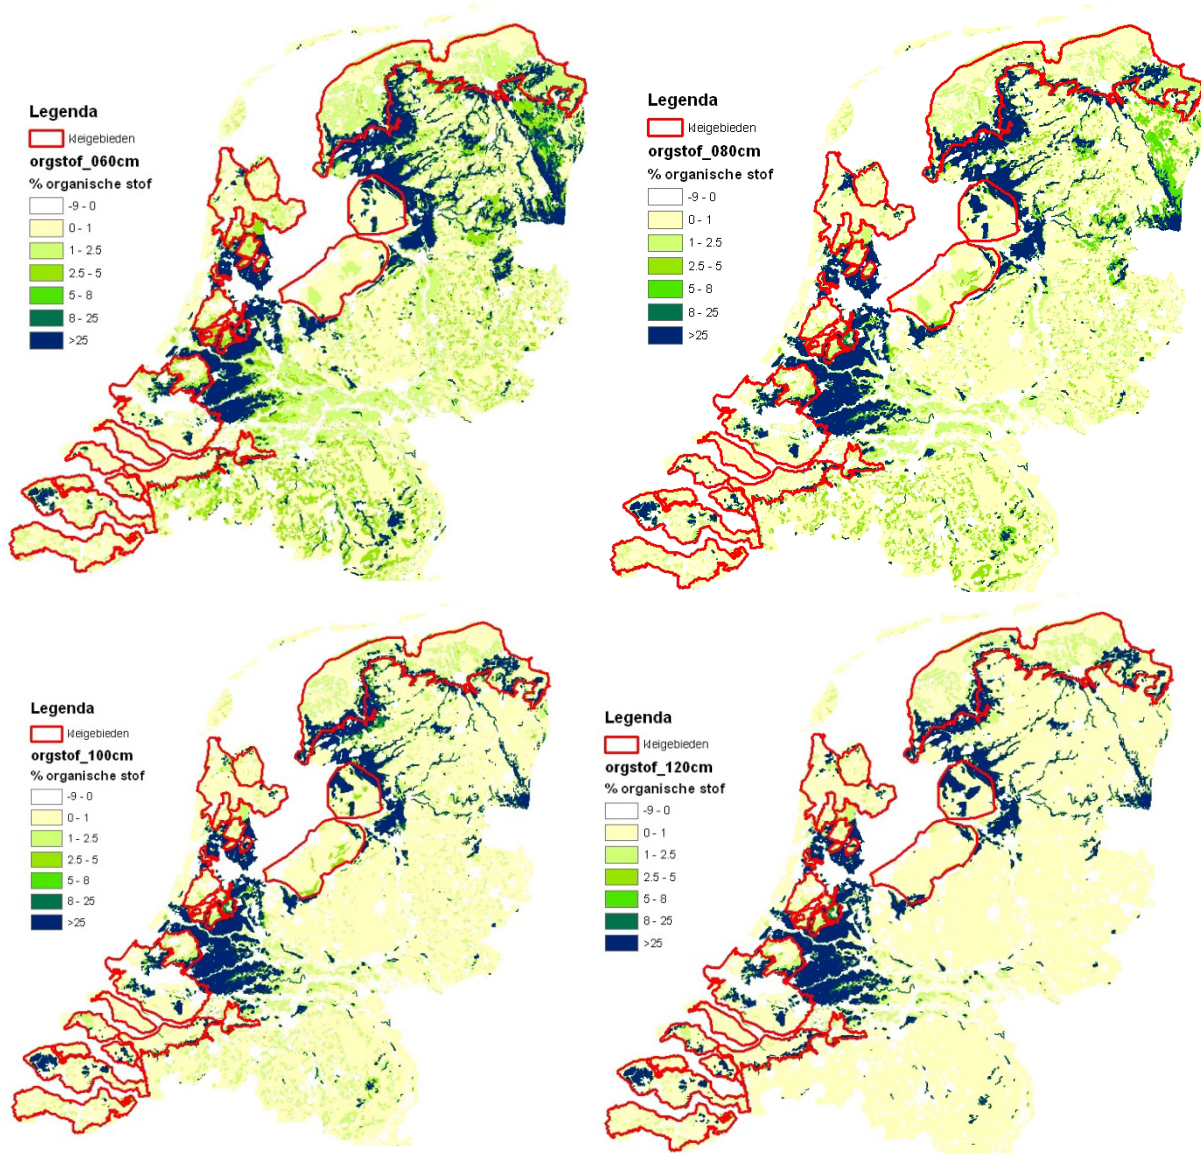 Legenda
kleigebieden
orgstof_060cm
% organische stof
-9 - 0
0 - 1
1 - 2.5
2.5 - 5
5 - 8
8 - 25
>25
Legenda
kleigebieden
orgstof_080cm
% organische stof
-9 - 0
0 - 1
1 - 2.5
2.5 - 5
5 - 8
8 - 25
>25
Legenda
kleigebieden
orgstof_100cm
% organische stof
-9 - 0
0 - 1
1 - 2.5
2.5 - 5
5 - 8
8 - 25
>25
Legenda
kleigebieden
orgstof_120cm
% organische stof
-9 - 0
0 - 1
1 - 2.5
2.5 - 5
5 - 8
8 - 25
>25